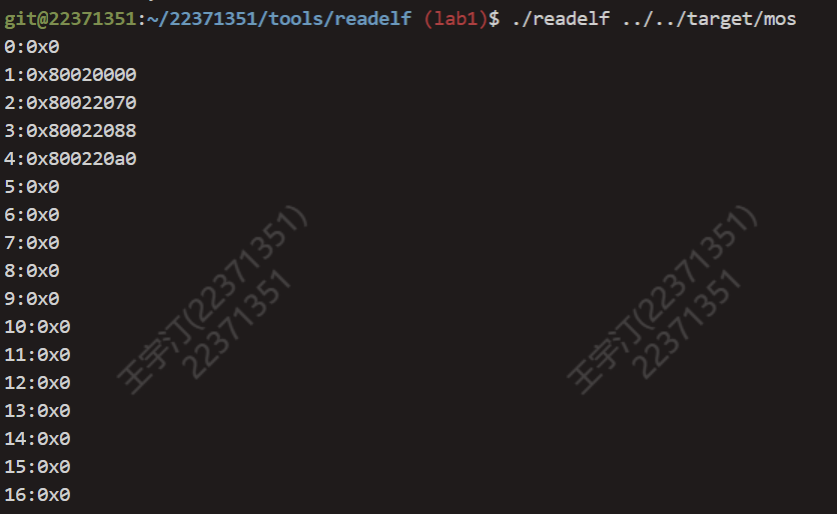 git@22371351:~/22371351/tools/readelf (lab1)$ ./readelf ../../target/mos
0:0x0
1:0x80020000
2:0x80022070
3:0x80022088
4:0x800220a0
5:0x0
6:0x0
7:0x0
8:0x0
9:0x0
10:0x0
11:0x0
12:0x0
13:0x0
14:0x0
15:0x0
16:0x0
王宇汀(22371351)
22371351
王宇汀(22371351)
22371351